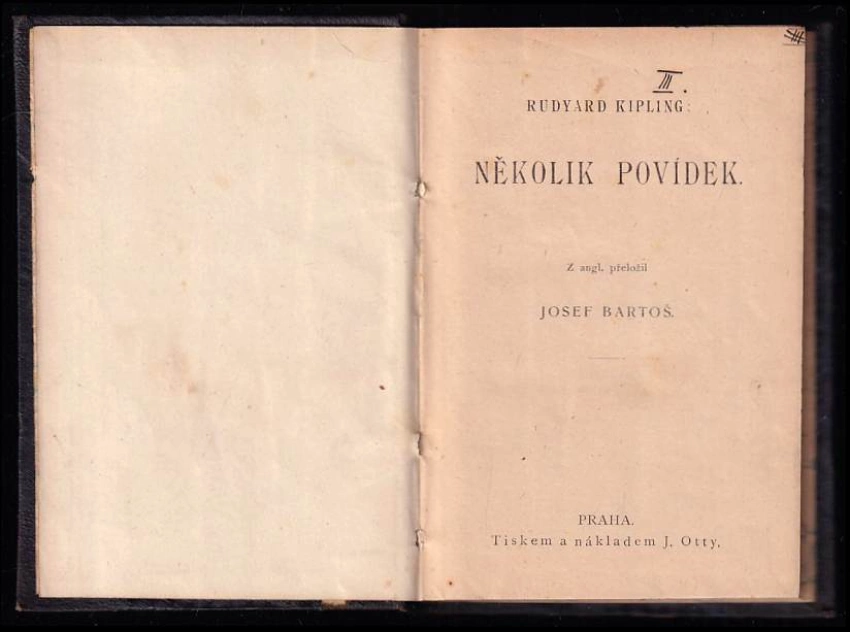 III.
RUDYARD KIPLING:
NĚKOLIK POVÍDEK.
Z angl. přeložil
JOSEF BARTOŠ.
PRAHA.
Tiskem a nákladem J. Otty.